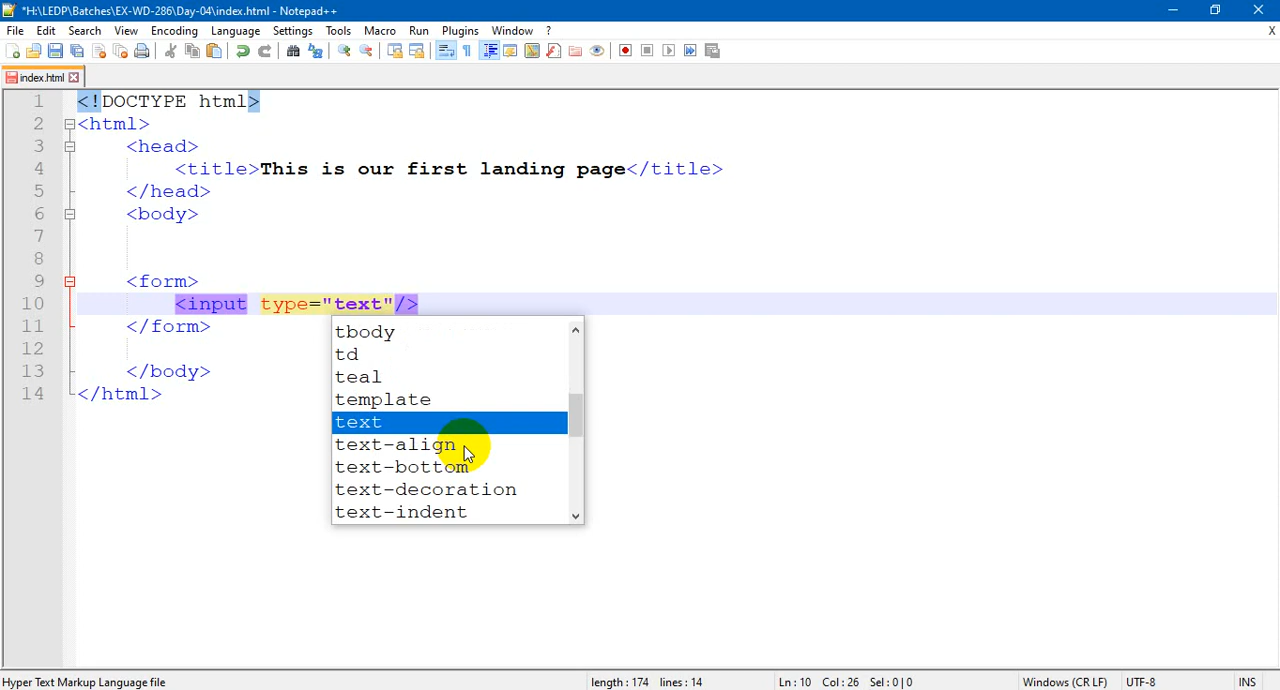 *H:\LEDP\Batches\EX-WD-286\Day-04\index.html - Notepad++
File Edit Search View Encoding Language Settings Tools Macro Run Plugins Window ? X
index.html
1 <!DOCTYPE html>
2 <html>
3 <head>
4 <title>This is our first landing page</title>
5 </head>
6 <body>
7
8
9 <form>
10 <input type="text"/>
11 </form>
12
13 </body>
14 </html>
tbody
td
teal
template
text
text-align
text-bottom
text-decoration
text-indent
Hyper Text Markup Language file length : 174 lines : 14 Ln : 10 Col : 26 Sel : 0 | 0 Windows (CR LF) UTF-8 INS